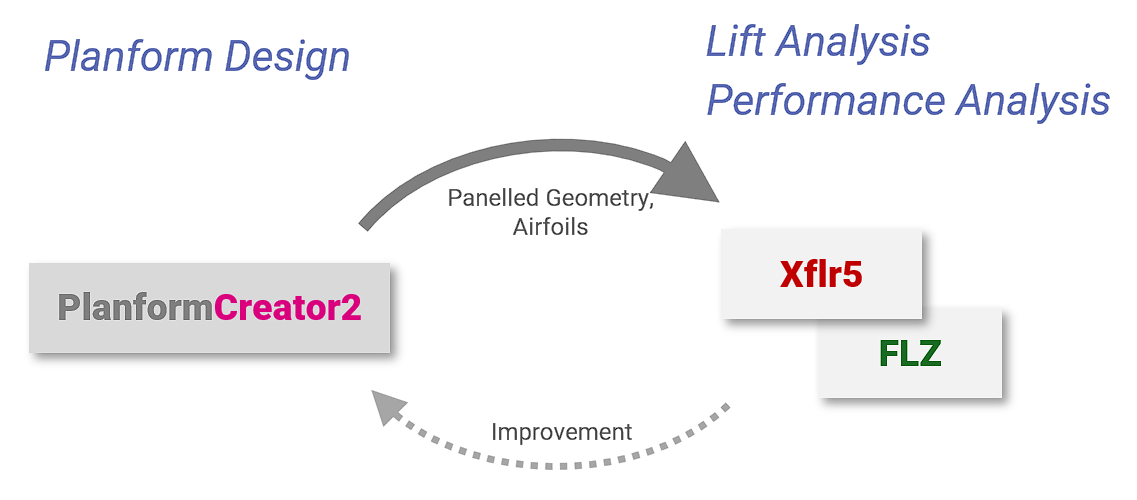 Planform Design
Lift Analysis
Performance Analysis
Panelled Geometry,
Airfoils
PlanformCreator2
Xflr5
FLZ
Improvement